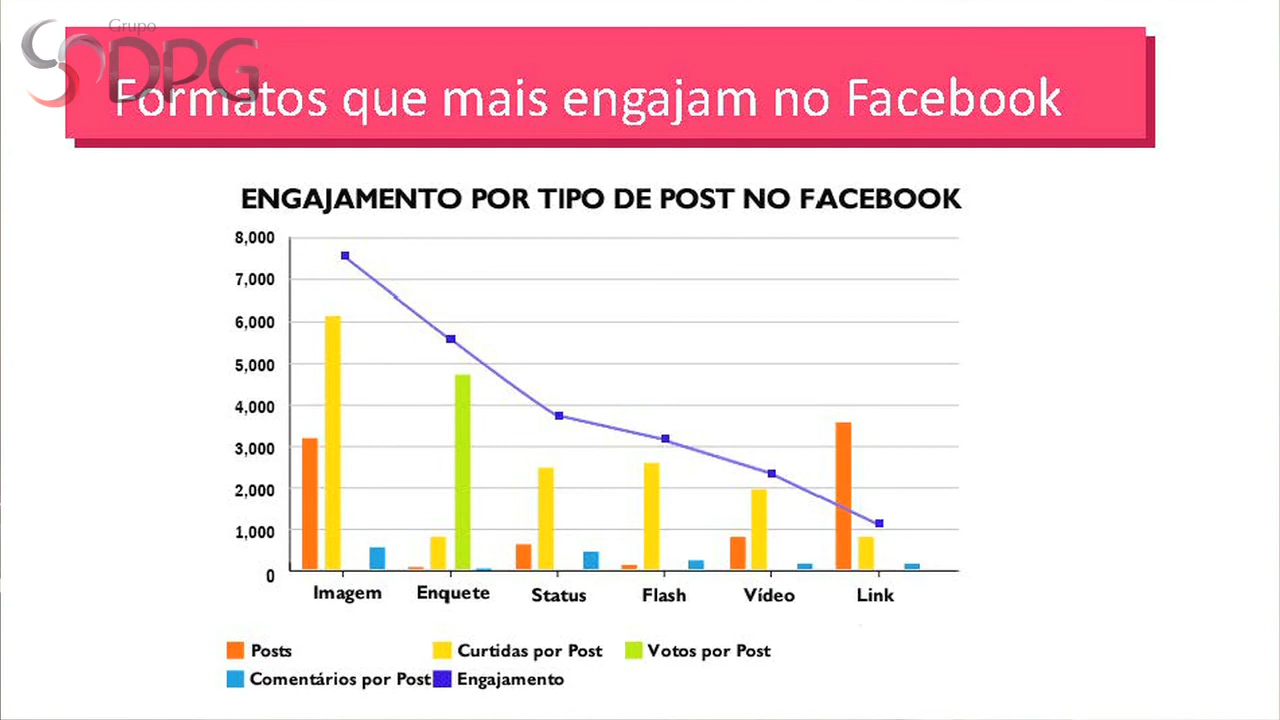 Grupo
DPG
Formatos que mais engajam no Facebook
ENGAJAMENTO POR TIPO DE POST NO FACEBOOK
8,000
7,000
6,000
5,000
4,000
3,000
2,000
1,000
0
Imagem Enquete Status Flash Vídeo Link
Posts Curtidas por Post Votos por Post
Comentários por Post Engajamento